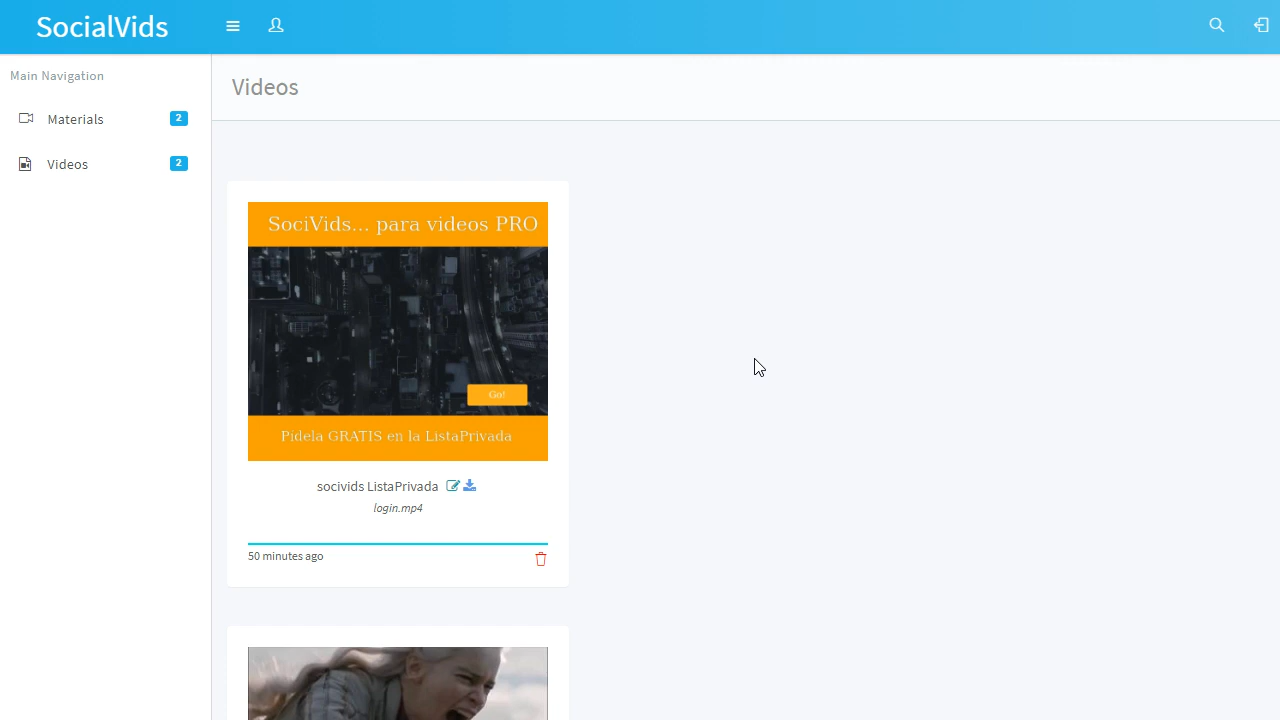 SocialVids
Main Navigation
Materials 2
Videos 2
Videos
SociVids... para videos PRO
Go!
Pídela GRATIS en la ListaPrivada
socivids ListaPrivada
login.mp4
50 minutes ago